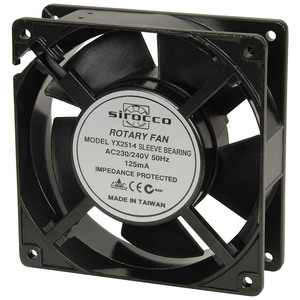 sirocco
ROTARY FAN
MODEL YX2514 SLEEVE BEARING
AC230/240V 50Hz
125mA
IMPEDANCE PROTECTED
MADE IN TAIWAN